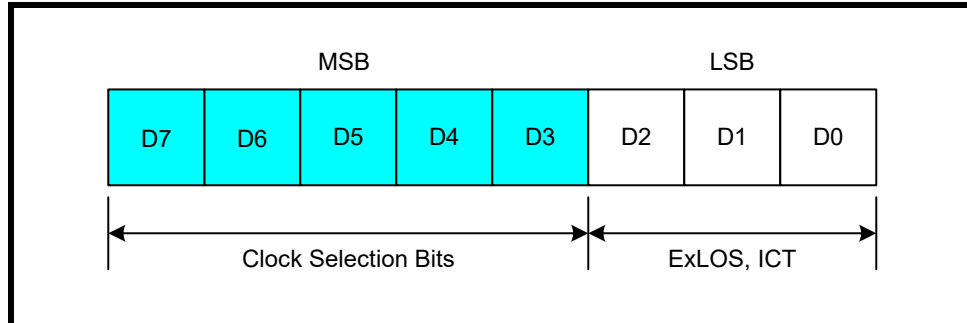 MSB LSB
D7 D6 D5 D4 D3 D2 D1 D0
Clock Selection Bits ExLOS, ICT